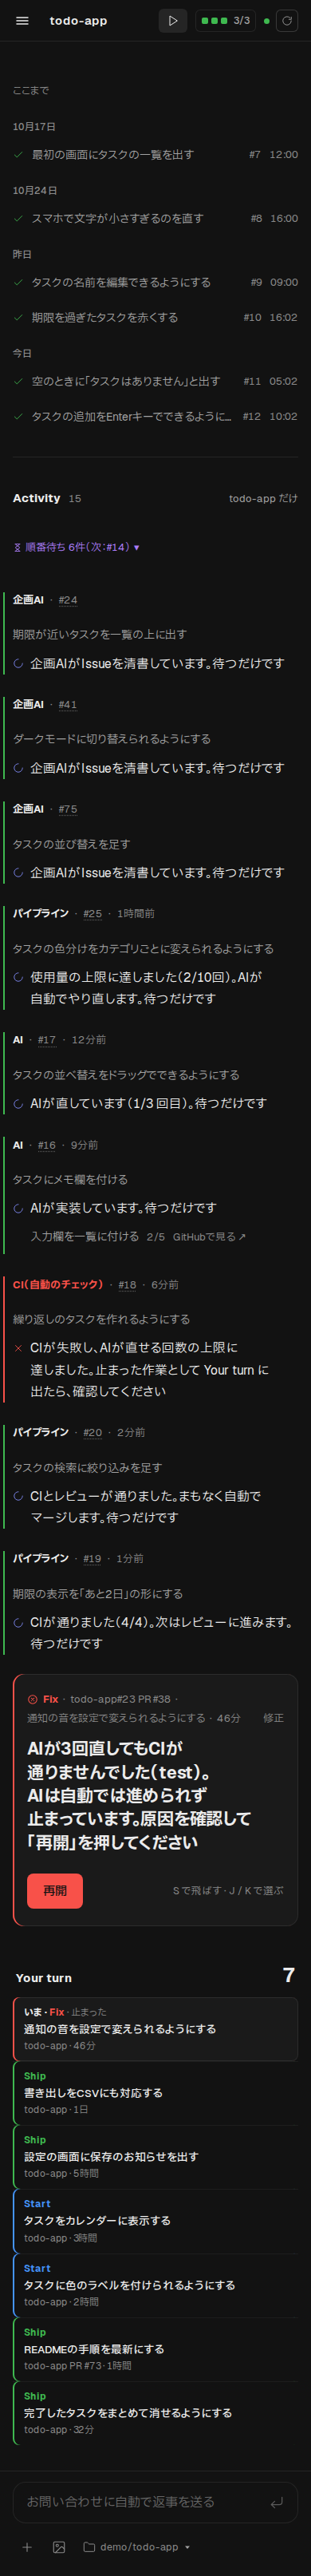 todo-app 3/3
ここまで
10月17日
最初の画面にタスクの一覧を出す #7 12:00
10月24日
スマホで文字が小さすぎるのを直す #8 16:00
昨日
タスクの名前を編集できるようにする #9 09:00
期限を過ぎたタスクを赤くする #10 16:02
今日
空のときに「タスクはありません」と出す #11 05:02
タスクの追加をEnterキーでできるように… #12 10:02
Activity 15 todo-app だけ
順番待ち 6件（次：#14） ▾
企画AI · #24
期限が近いタスクを一覧の上に出す
企画AIがIssueを清書しています。待つだけです
企画AI · #41
ダークモードに切り替えられるようにする
企画AIがIssueを清書しています。待つだけです
企画AI · #75
タスクの並び替えを足す
企画AIがIssueを清書しています。待つだけです
パイプライン · #25 · 1時間前
タスクの色分けをカテゴリごとに変えられるようにする
使用量の上限に達しました（2/10回）。AIが
自動でやり直します。待つだけです
AI · #17 · 12分前
タスクの並べ替えをドラッグでできるようにする
AIが直しています（1/3 回目）。待つだけです
AI · #16 · 9分前
タスクにメモ欄を付ける
AIが実装しています。待つだけです
入力欄を一覧に付ける 2/5 GitHubで見る ↗
CI（自動のチェック） · #18 · 6分前
繰り返しのタスクを作れるようにする
CIが失敗し、AIが直せる回数の上限に
達しました。止まった作業として Your turn に
出たら、確認してください
パイプライン · #20 · 2分前
タスクの検索に絞り込みを足す
CIとレビューが通りました。まもなく自動で
マージします。待つだけです
パイプライン · #19 · 1分前
期限の表示を「あと2日」の形にする
CIが通りました（4/4）。次はレビューに進みます。
待つだけです
Fix · todo-app#23 PR #38 ·
通知の音を設定で変えられるようにする · 46分 修正
AIが3回直してもCIが
通りませんでした（test）。
AIは自動では進められず
止まっています。原因を確認して
「再開」を押してください
再開 S で飛ばす · J / K で選ぶ
Your turn 7
いま · Fix · 止まった
通知の音を設定で変えられるようにする
todo-app · 46分
Ship
書き出しをCSVにも対応する
todo-app · 1日
Ship
設定の画面に保存のお知らせを出す
todo-app · 5時間
Start
タスクをカレンダーに表示する
todo-app · 3時間
Start
タスクに色のラベルを付けられるようにする
todo-app · 2時間
Ship
READMEの手順を最新にする
todo-app PR #73 · 1時間
Ship
完了したタスクをまとめて消せるようにする
todo-app · 32分
お問い合わせに自動で返事を送る
demo/todo-app ▾